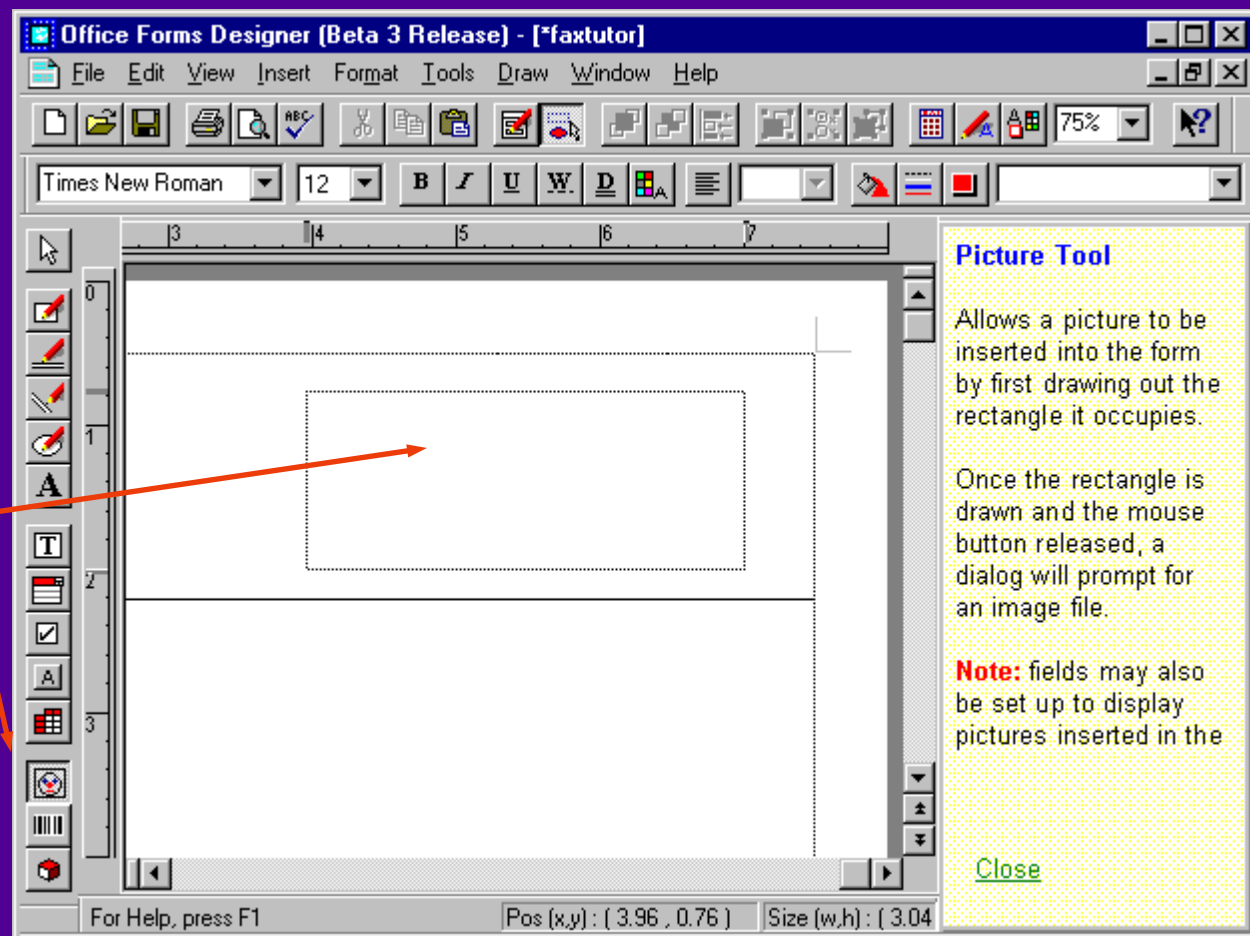 Office Forms Designer (Beta 3 Release) - [*faxtutor]
File Edit View Insert Format Tools Draw Window Help
ABC 75%
Times New Roman 12 B I U W D A
3 4 5 6 7
0
1
2
3
A
T
A
Picture Tool
Allows a picture to be
inserted into the form
by first drawing out the
rectangle it occupies.
Once the rectangle is
drawn and the mouse
button released, a
dialog will prompt for
an image file.
Note: fields may also
be set up to display
pictures inserted in the
Close
For Help, press F1 Pos (x,y) : ( 3.96 , 0.76 ) Size (w,h) : ( 3.04